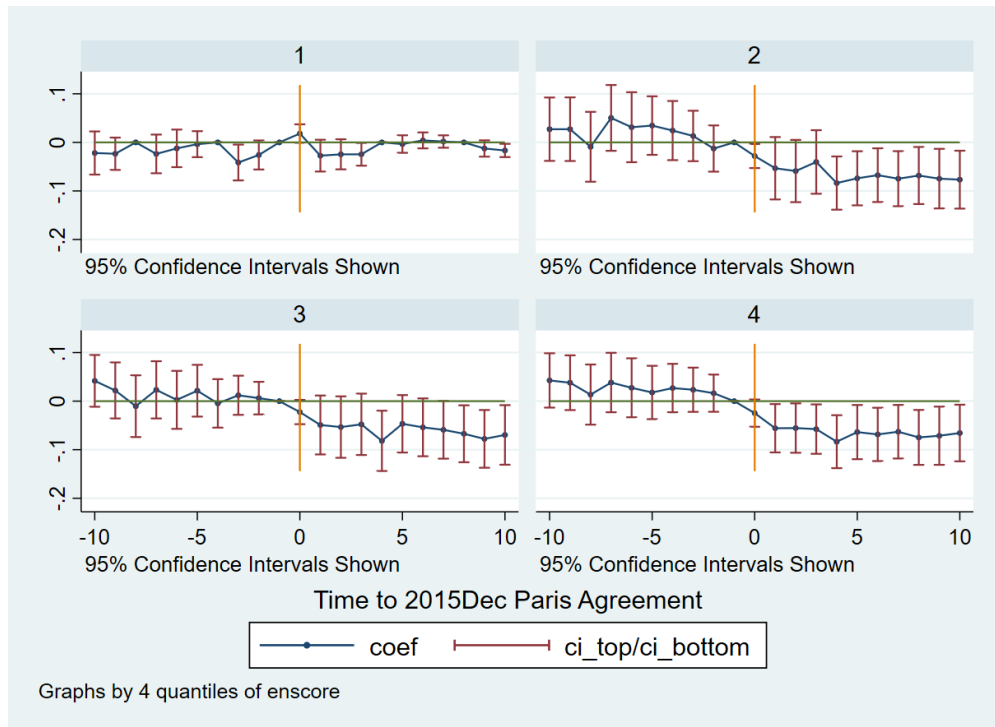 1
2
.1
0
-.1
-.2
95% Confidence Intervals Shown
95% Confidence Intervals Shown
3
4
.1
0
-.1
-.2
-10 -5 0 5 10
-10 -5 0 5 10
95% Confidence Intervals Shown
95% Confidence Intervals Shown
Time to 2015Dec Paris Agreement
coef ci_top/ci_bottom
Graphs by 4 quantiles of enscore